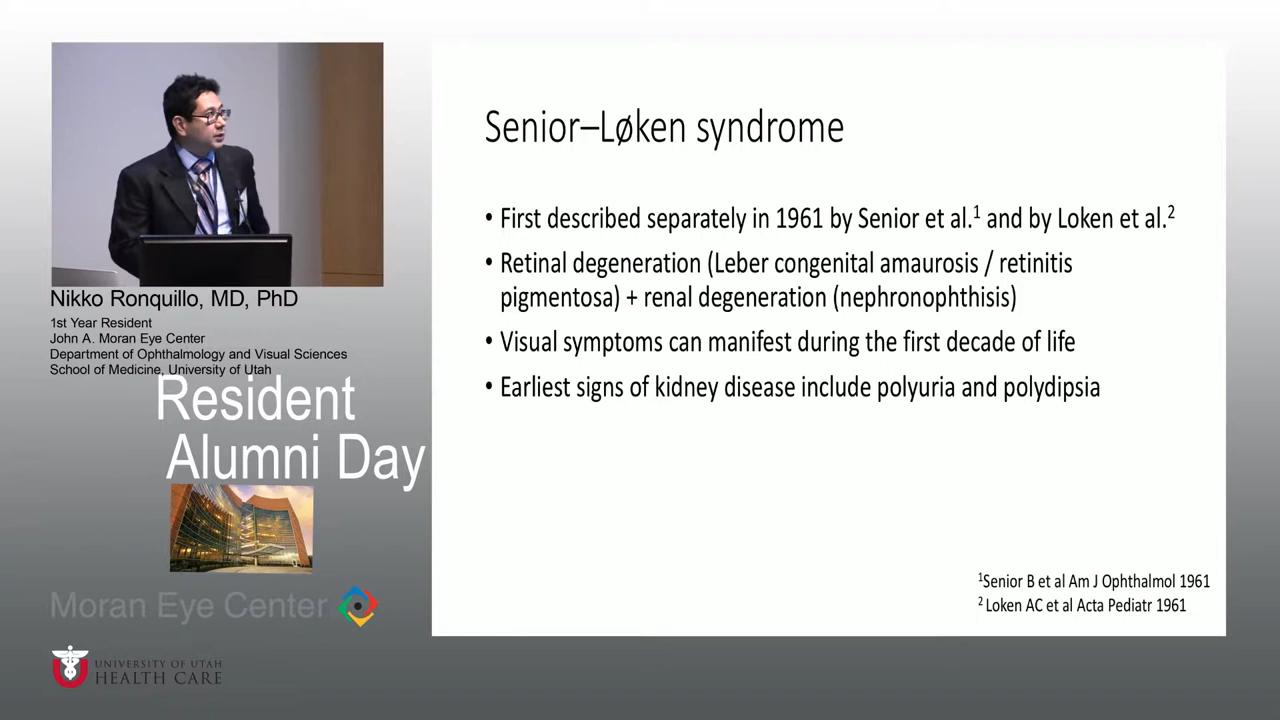 Nikko Ronquillo, MD, PhD
1st Year Resident
John A. Moran Eye Center
Department of Ophthalmology and Visual Sciences
School of Medicine, University of Utah
Resident
Alumni Day
Moran Eye Center
UNIVERSITY OF UTAH
HEALTH CARE
Senior–Løken syndrome
• First described separately in 1961 by Senior et al.¹ and by Loken et al.²
• Retinal degeneration (Leber congenital amaurosis / retinitis
pigmentosa) + renal degeneration (nephronophthisis)
• Visual symptoms can manifest during the first decade of life
• Earliest signs of kidney disease include polyuria and polydipsia
¹Senior B et al Am J Ophthalmol 1961
² Loken AC et al Acta Pediatr 1961